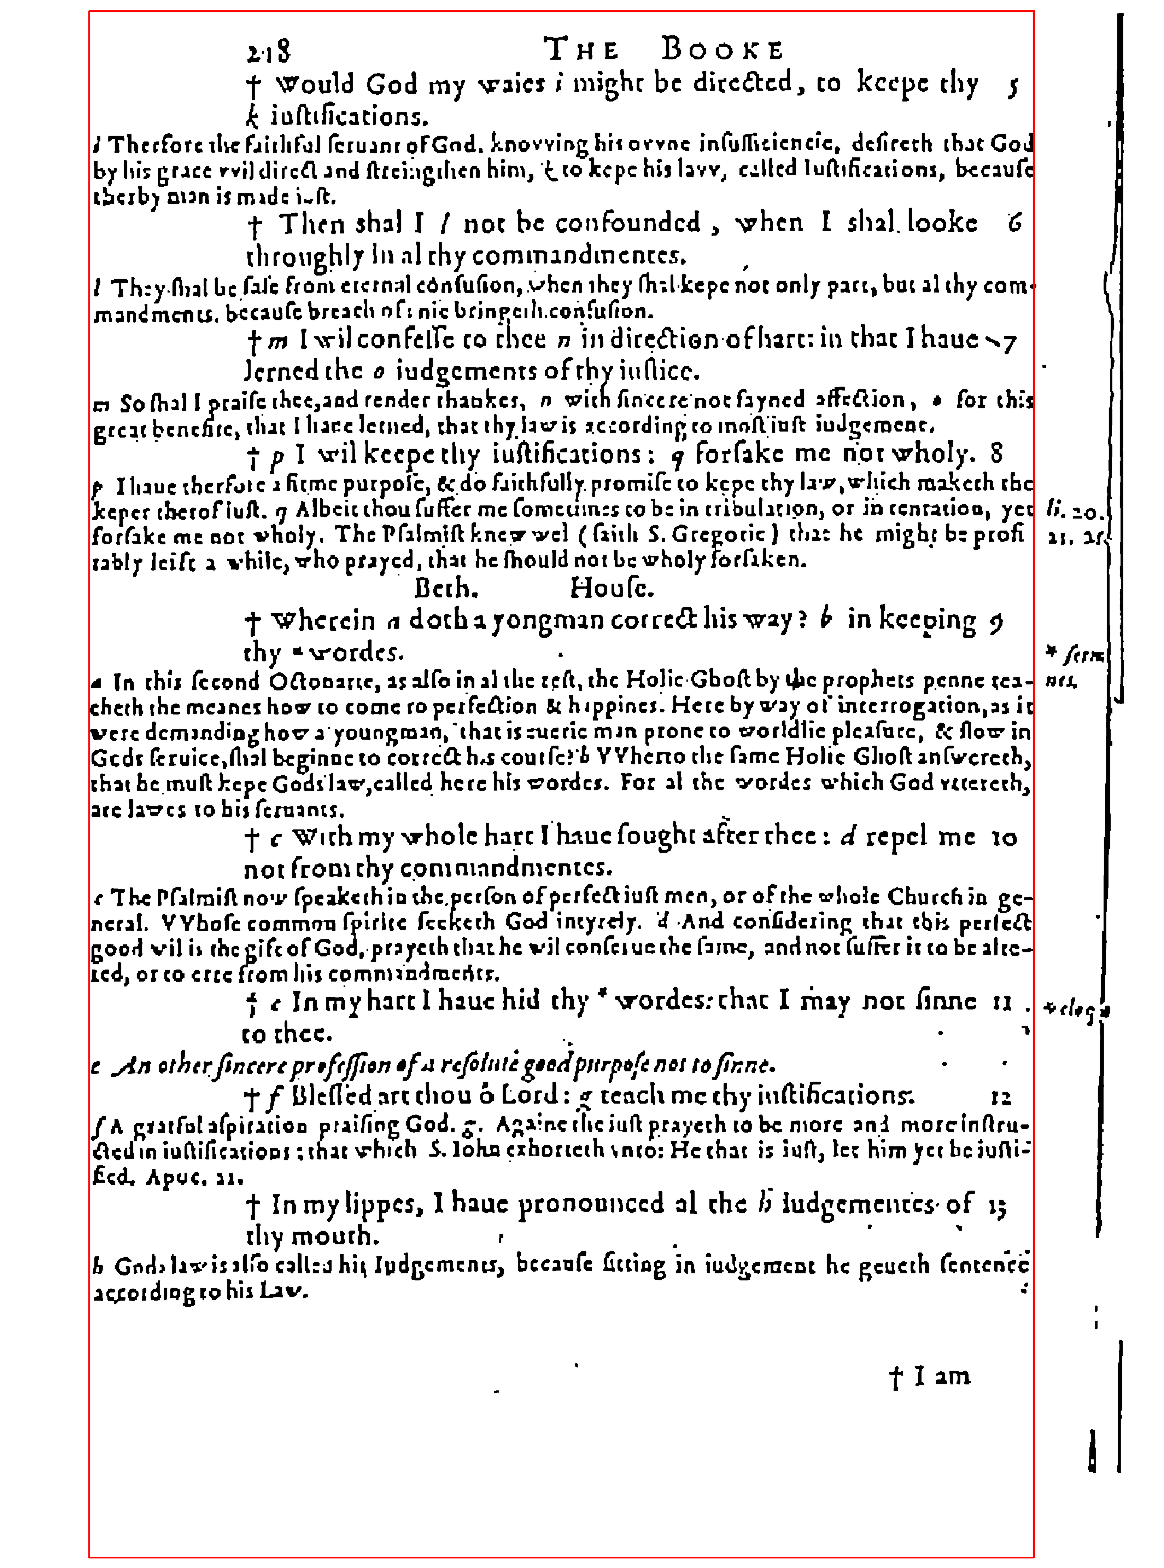 218 THE BOOKE
† Would God my waies i might be directed, to keepe thy 5
k iustifications.
i Therfore the faithful seruant of God, knovving his ovvne insufficiencie, desireth that God
by his grace vvil direct and streingthen him, k to kepe his lavv, called Iustifications, because
therby man is made iust.
† Then shal I l not be confounded, when I shal looke 6
throughly in al thy commandmentes.
l They shal be safe from eternal confusion, when they shal kepe not only part, but al thy com-
mandments, because breach of anie bringeth confusion.
† m I wil confesse to thee n in direction of hart: in that I haue 7
lerned the o iudgements of thy iustice.
m So shal I praise thee, and render thankes, n with sincere not fayned affection, o for this
great benefite, that I haue lerned, that thy law is according to most iust iudgement.
† p I wil keepe thy iustifications: q forsake me not wholy. 8
p I haue therfore a firme purpose, & do faithfully promise to kepe thy law, which maketh the
keper therof iust. q Albeit thou suffer me sometimes to be in tribulation, or in tentation, yet li. 20.
forsake me not wholy. The Psalmist knew wel (saith S. Gregorie) that he might be profi
tably leift a while, who prayed, that he should not be wholy forsaken.
Beth. House.
† Wherein a doth a yongman correct his way? b in keeping 9
thy * wordes. * serm
a In this second Octonarie, as also in al the rest, the Holie Ghost by the prophets penne tea-
cheth the meanes how to come to perfection & happines. Here by way of interrogation, as it
were demanding how a youngman, that is euerie man prone to worldlie pleasure, & slow in
Gods seruice, shal beginne to correct his course? b VVherto the same Holie Ghost answereth,
that he must kepe Gods law, called here his wordes. For al the wordes which God vttereth,
are lawes to his seruants.
† c With my whole hart I haue sought after thee: d repel me 10
not from thy commandmentes.
c The Psalmist now speaketh in the person of perfect iust men, or of the whole Church in ge-
neral. VVhose common spirite seeketh God intyrely. d And considering that this perfect
good wil is the gift of God, prayeth that he wil conserue the same, and not suffer it to be alte-
red, or to erre from his commandments.
† e In my hart I haue hid thy * wordes: that I may not sinne 11
to thee.
e An other sincere profession of a resolute good purpose not to sinne.
† f Blessed art thou ô Lord: g teach me thy iustifications. 12
f A grateful aspiration praising God. g. Againe the iust prayeth to be more and more instru-
cted in iustifications: that which S. Iohn exhorteth vnto: He that is iust, let him yet be iusti-
fied. Apoc. 22.
† In my lippes, I haue pronounced al the h iudgementes of 13
thy mouth.
h Gods law is also called his Iudgements, because sitting in iudgement he geueth sentence
according to his Law.
† I am